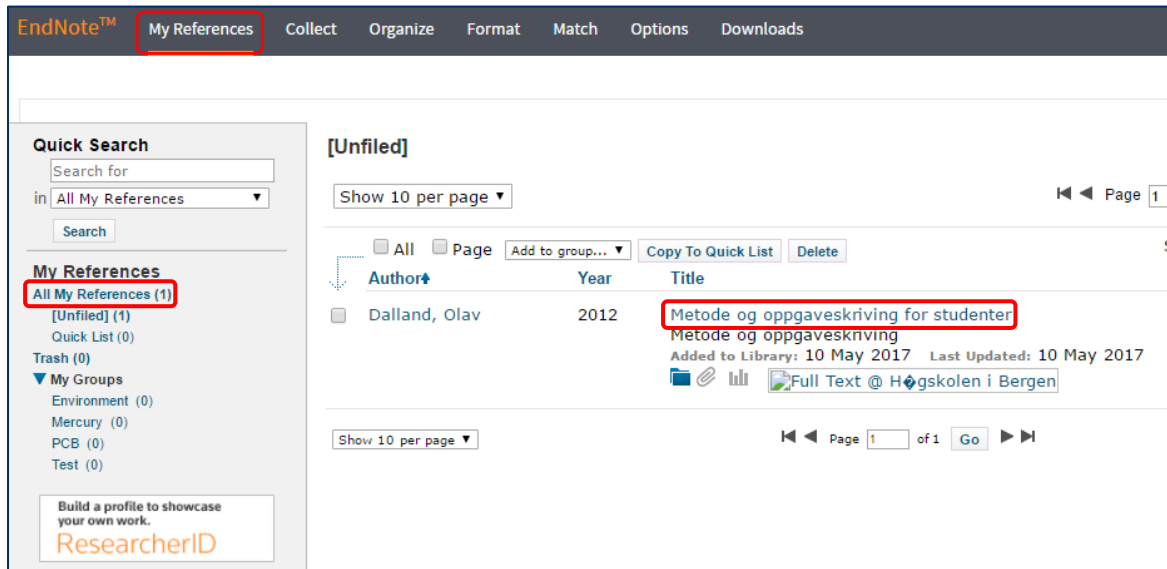 EndNote™ My References Collect Organize Format Match Options Downloads
Quick Search
Search for
in All My References
Search
My References
All My References (1)
[Unfiled] (1)
Quick List (0)
Trash (0)
My Groups
Environment (0)
Mercury (0)
PCB (0)
Test (0)
Build a profile to showcase
your own work.
ResearcherID
[Unfiled]
Show 10 per page Page 1
All Page Add to group... Copy To Quick List Delete S
Author Year Title
Dalland, Olav 2012 Metode og oppgaveskriving for studenter
Metode og oppgaveskriving
Added to Library: 10 May 2017 Last Updated: 10 May 2017
Full Text @ H�gskolen i Bergen
Show 10 per page Page 1 of 1 Go